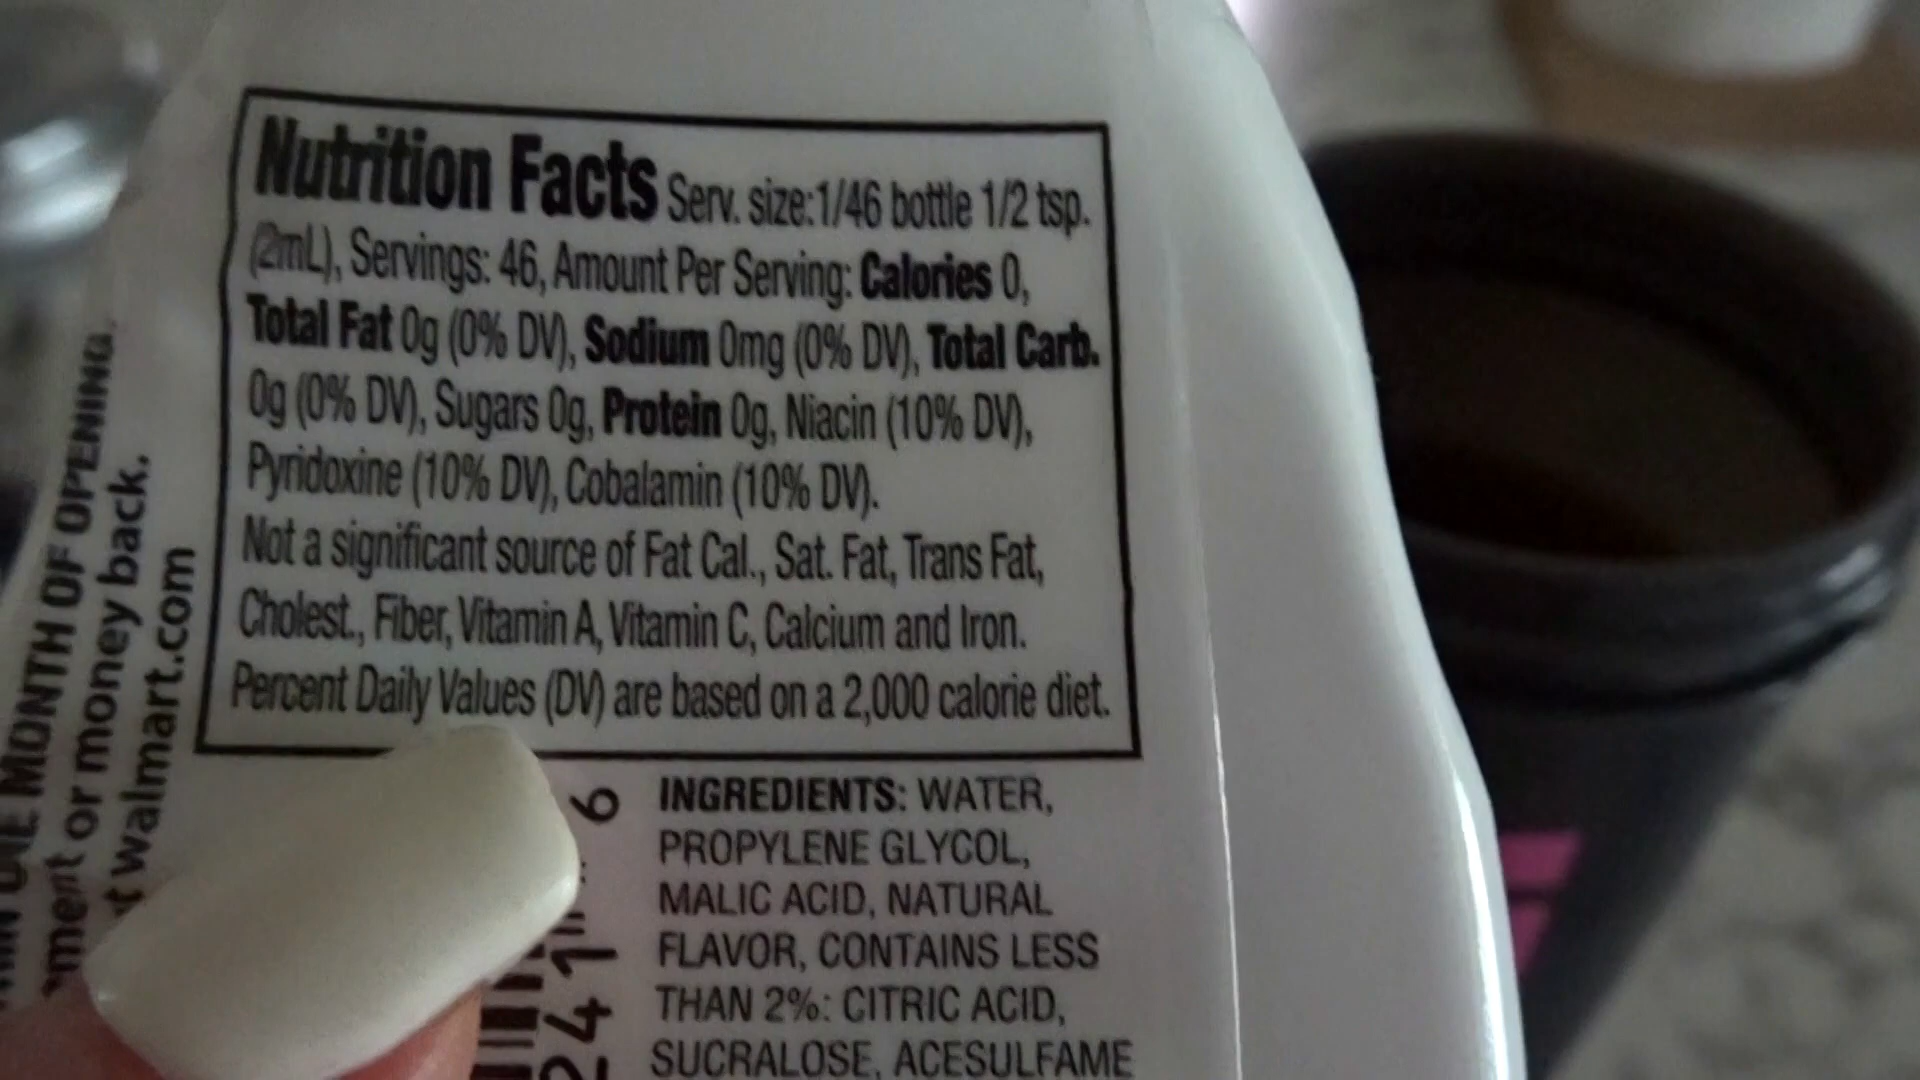 Nutrition Facts Serv. size:1/46 bottle 1/2 tsp.
(2mL), Servings: 46, Amount Per Serving: Calories 0,
Total Fat 0g (0% DV), Sodium 0mg (0% DV), Total Carb.
0g (0% DV), Sugars 0g, Protein 0g, Niacin (10% DV),
Pyridoxine (10% DV), Cobalamin (10% DV).
Not a significant source of Fat Cal., Sat. Fat, Trans Fat,
Cholest., Fiber, Vitamin A, Vitamin C, Calcium and Iron.
Percent Daily Values (DV) are based on a 2,000 calorie diet.
INGREDIENTS: WATER,
PROPYLENE GLYCOL,
MALIC ACID, NATURAL
FLAVOR, CONTAINS LESS
THAN 2%: CITRIC ACID,
SUCRALOSE, ACESULFAME
MONTH OF OPENING.
or money back.
walmart.com
6
241